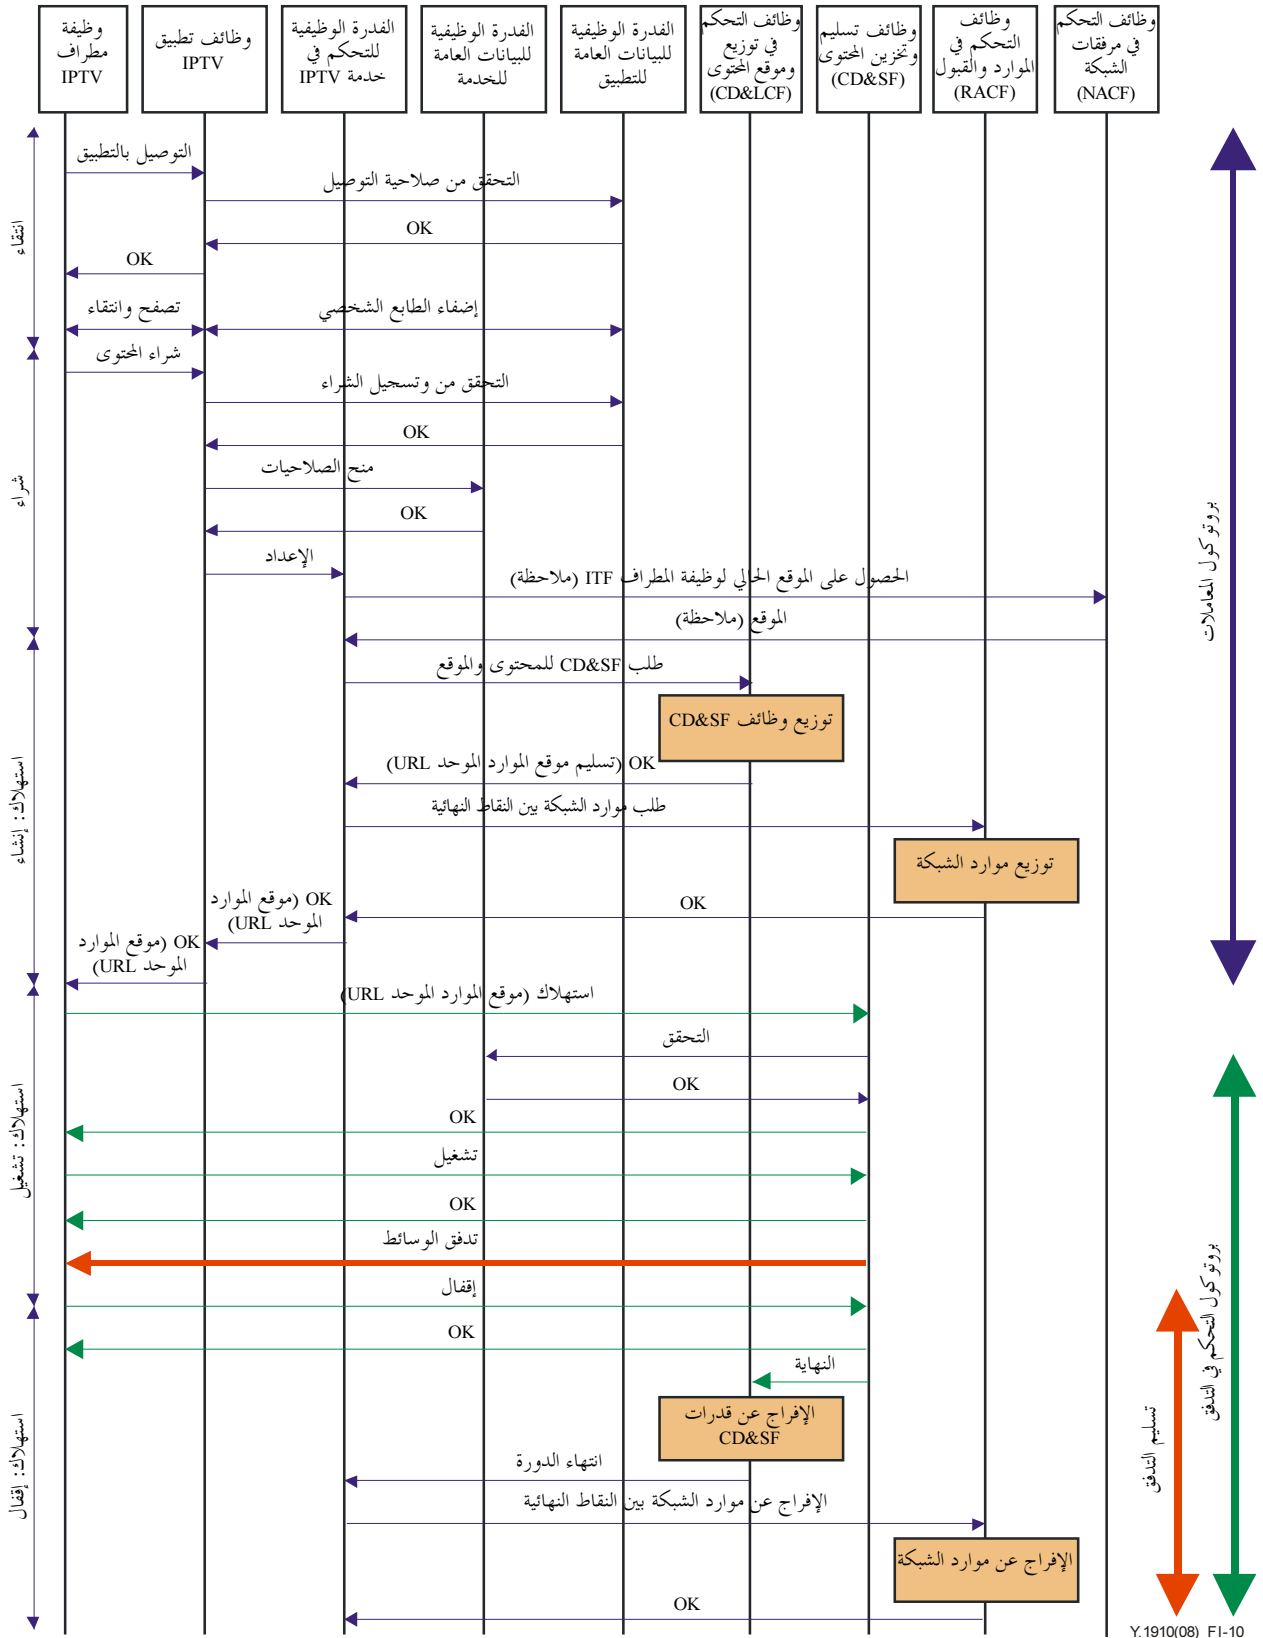 وظيفة
مطراف
IPTV
وظائف تطبيق
IPTV
القدرة الوظيفية
للتحكم في
خدمة IPTV
القدرة الوظيفية
للبيانات العامة
للخدمة
القدرة الوظيفية
للبيانات العامة
للتطبيق
وظائف التحكم
في توزيع
وموقع المحتوى
(CD&LCF)
وظائف تسليم
وتخزين المحتوى
(CD&SF)
وظائف
التحكم في
الموارد والقبول
(RACF)
وظائف التحكم
في مرفقات
الشبكة
(NACF)
انتقاء
التوصيل بالتطبيق
التحقق من صلاحية التوصيل
OK
OK
تصفح وانتقاء
إضفاء الطابع الشخصي
شراء
شراء المحتوى
التحقق من وتسجيل الشراء
OK
منح الصلاحيات
OK
الإعداد
الحصول على الموقع الحالي لوظيفة المطراف ITF (ملاحظة)
الموقع (ملاحظة)
بروتوكول المعاملات
استهلاك: إنشاء
طلب CD&SF للمحتوى والموقع
توزيع وظائف CD&SF
OK (تسليم موقع الموارد الموحد URL)
طلب موارد الشبكة بين النقاط النهائية
توزيع موارد الشبكة
OK
OK (موقع الموارد
الموحد URL)
OK (موقع الموارد
الموحد URL)
استهلاك: تشغيل
استهلاك (موقع الموارد الموحد URL)
التحقق
OK
OK
تشغيل
OK
تدفق الوسائط
إقفال
بروتوكول التحكم في التدفق
تسليم التدفق
استهلاك: إقفال
OK
النهاية
الإفراج عن قدرات
CD&SF
انتهاء الدورة
الإفراج عن موارد الشبكة بين النقاط النهائية
الإفراج عن موارد الشبكة
OK
Y.1910(08)_FI-10